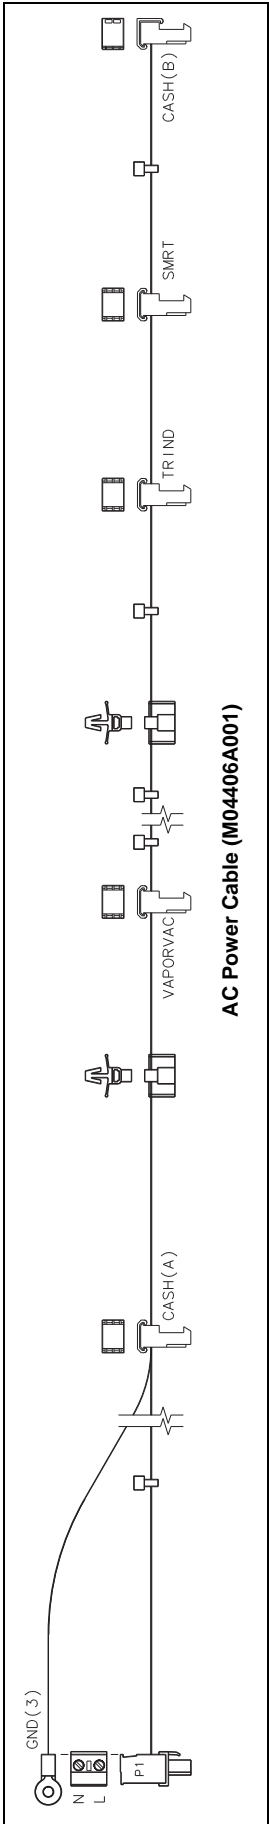 GND(3)
N
L
P1
CASH(A)
VAPORVAC
TRIND
SMRT
CASH(B)
AC Power Cable (M04406A001)